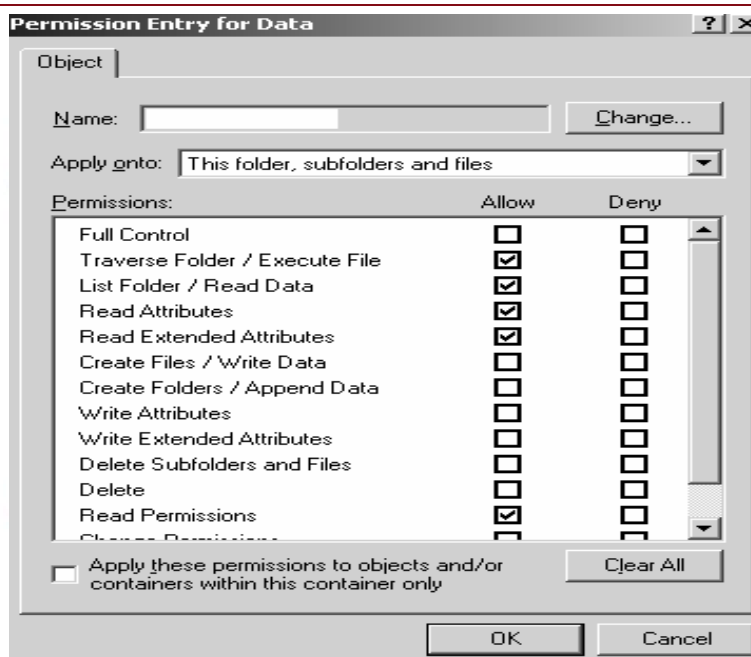 Permission Entry for Data
Object
Name: Change...
Apply onto: This folder, subfolders and files
Permissions: Allow Deny
Full Control
Traverse Folder / Execute File
List Folder / Read Data
Read Attributes
Read Extended Attributes
Create Files / Write Data
Create Folders / Append Data
Write Attributes
Write Extended Attributes
Delete Subfolders and Files
Delete
Read Permissions
Change Permissions
Apply these permissions to objects and/or
containers within this container only
Clear All
OK Cancel